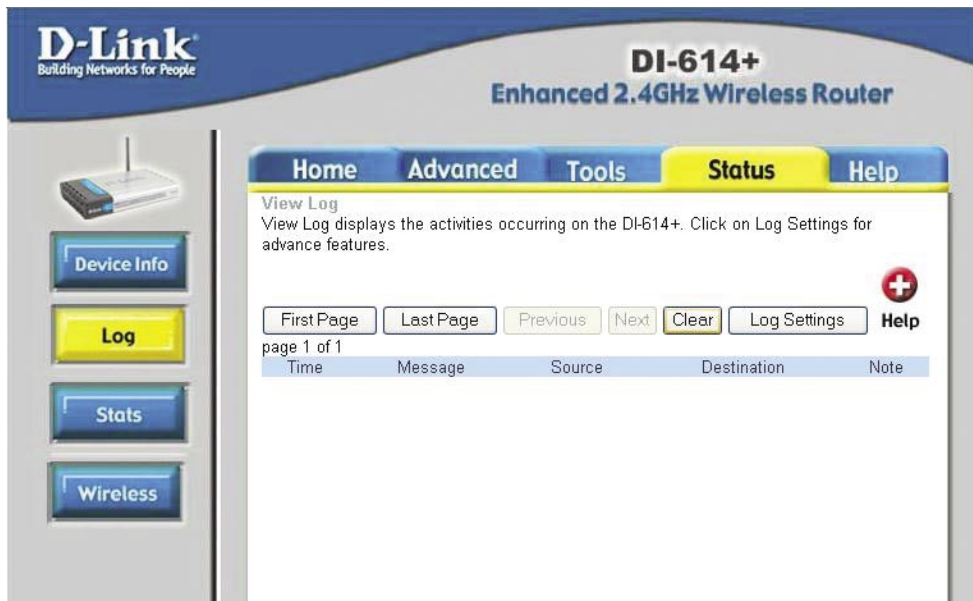 D-Link
Building Networks for People
DI-614+
Enhanced 2.4GHz Wireless Router
Home Advanced Tools Status Help
Device Info
Log
Stats
Wireless
View Log
View Log displays the activities occurring on the DI-614+. Click on Log Settings for
advance features.
First Page Last Page Previous Next Clear Log Settings Help
page 1 of 1
Time Message Source Destination Note